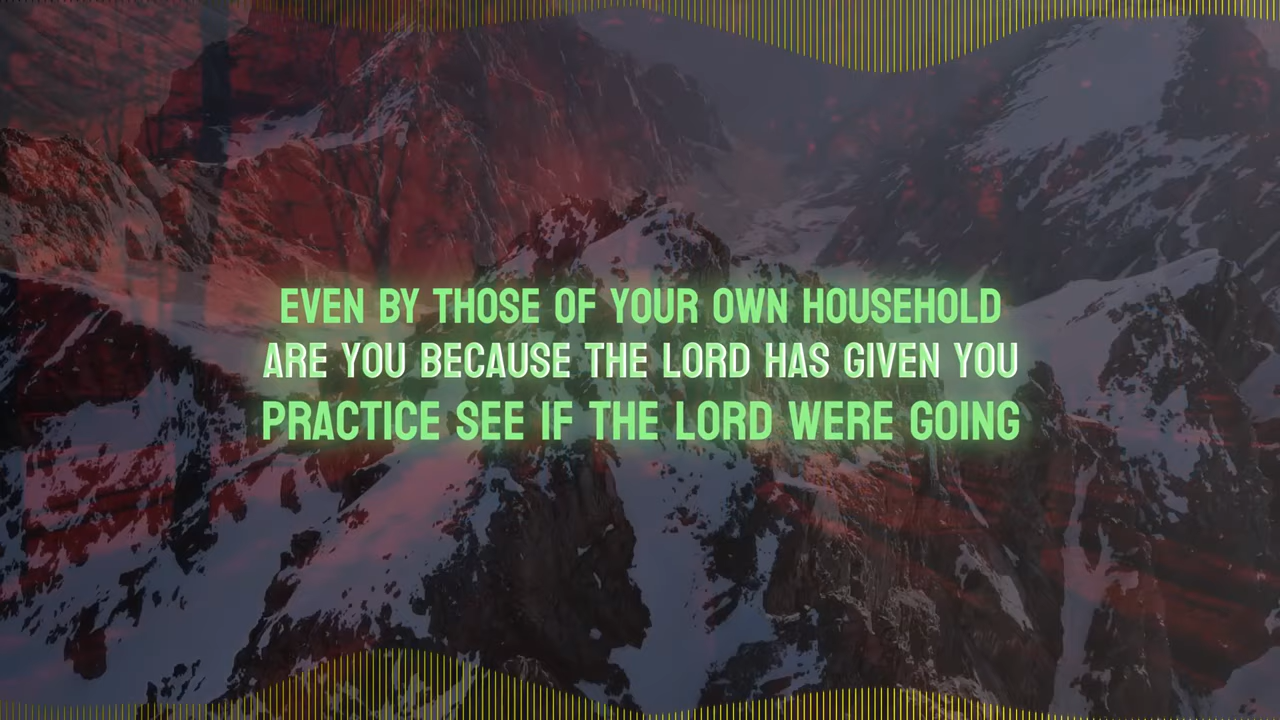 EVEN BY THOSE OF YOUR OWN HOUSEHOLD
ARE YOU BECAUSE THE LORD HAS GIVEN YOU
PRACTICE SEE IF THE LORD WERE GOING